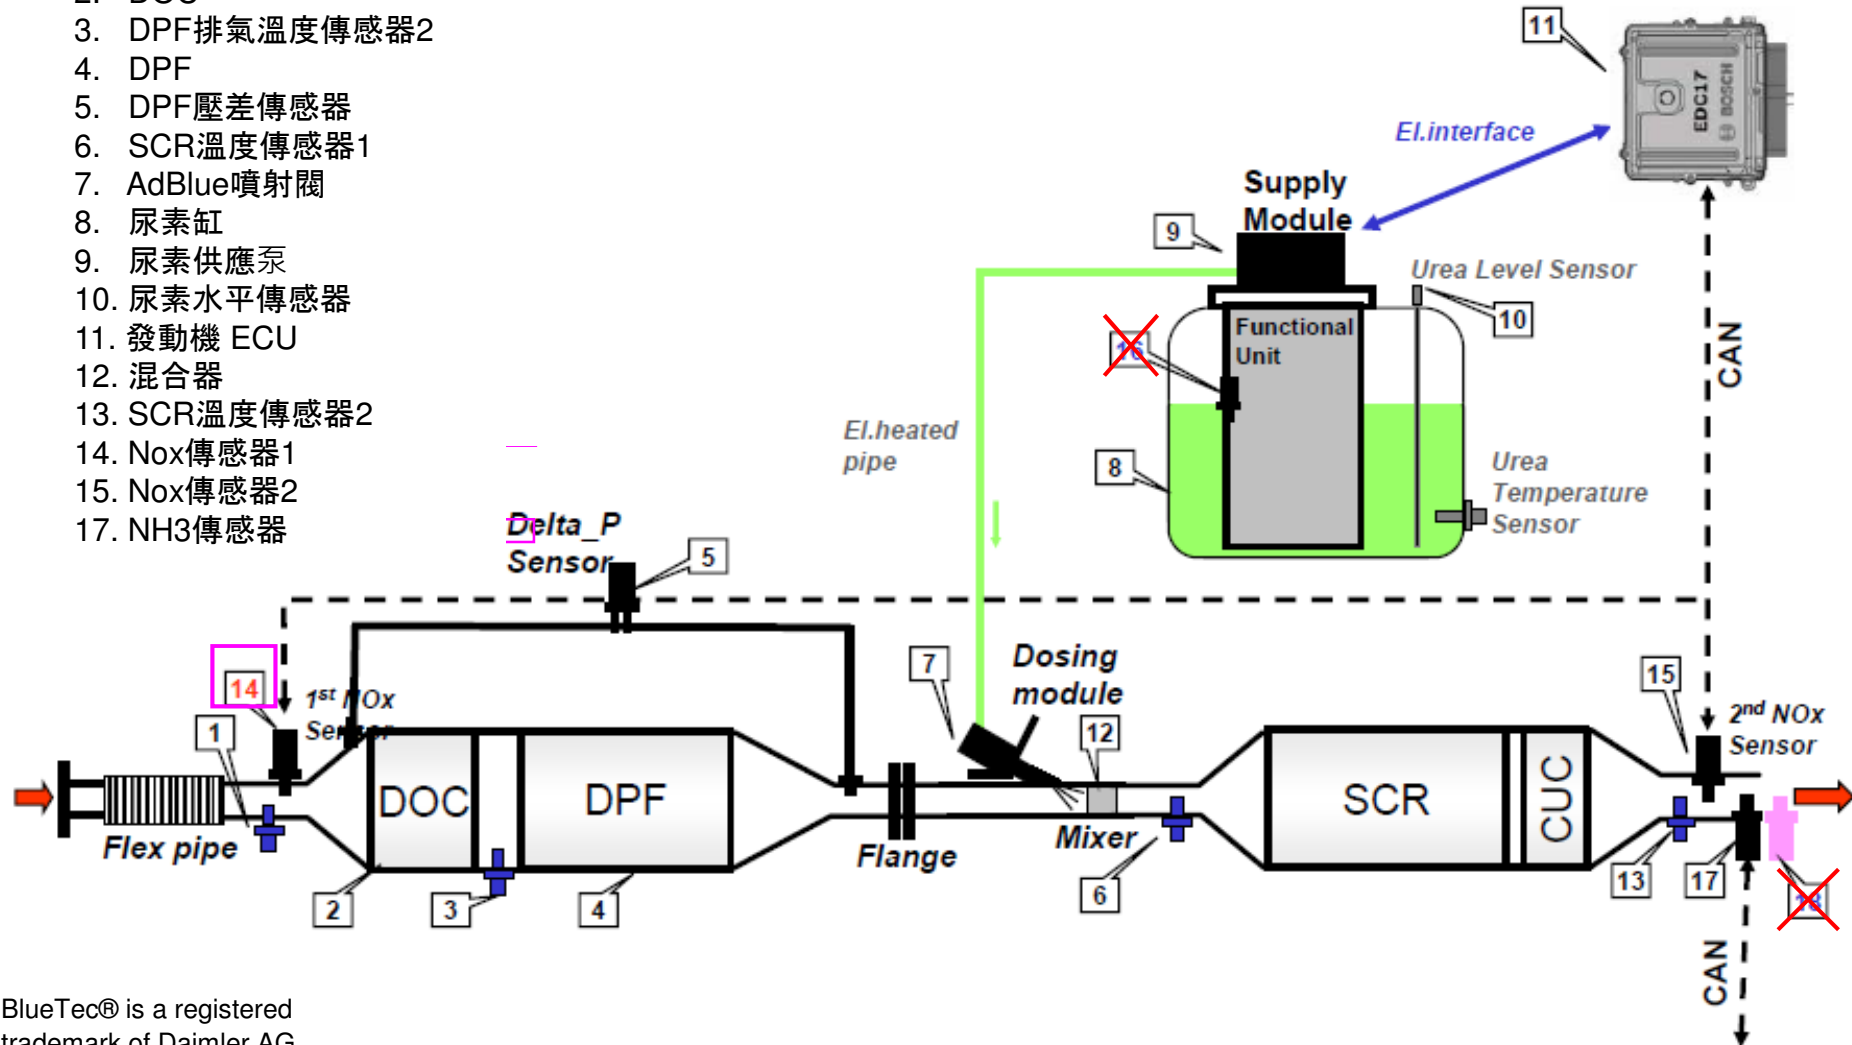 2. DOC
3. DPF排氣溫度傳感器2
4. DPF
5. DPF壓差傳感器
6. SCR溫度傳感器1
7. AdBlue噴射閥
8. 尿素缸
9. 尿素供應泵
10. 尿素水平傳感器
11. 發動機 ECU
12. 混合器
13. SCR溫度傳感器2
14. Nox傳感器1
15. Nox傳感器2
17. NH3傳感器
11
EDC17
BOSCH
El.interface
Supply
Module
9
Urea Level Sensor
10
Functional
Unit
16
CAN
El.heated
pipe
8
Urea
Temperature
Sensor
Delta_P
Sensor
5
14
1st NOx
Sensor
1
7
Dosing
module
12
15
2nd NOx
Sensor
DOC
DPF
SCR
CUC
Flex pipe
Flange
Mixer
2
3
4
6
13
17
18
CAN
BlueTec® is a registered
trademark of Daimler AG